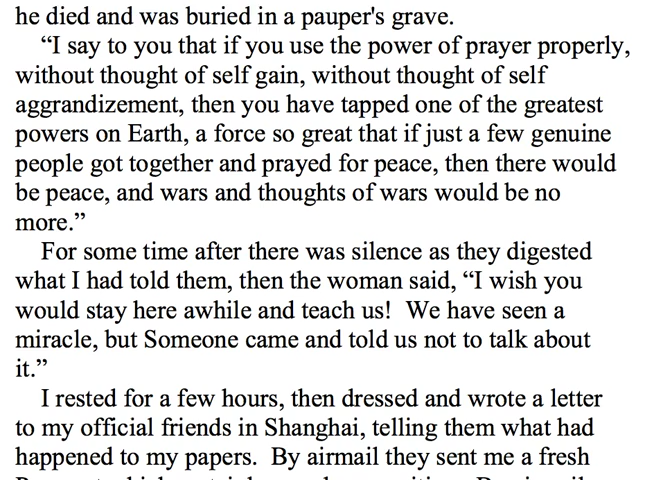 he died and was buried in a pauper's grave.
“I say to you that if you use the power of prayer properly,
without thought of self gain, without thought of self
aggrandizement, then you have tapped one of the greatest
powers on Earth, a force so great that if just a few genuine
people got together and prayed for peace, then there would
be peace, and wars and thoughts of wars would be no
more.”
For some time after there was silence as they digested
what I had told them, then the woman said, “I wish you
would stay here awhile and teach us!  We have seen a
miracle, but Someone came and told us not to talk about
it.”
I rested for a few hours, then dressed and wrote a letter
to my official friends in Shanghai, telling them what had
happened to my papers.  By airmail they sent me a fresh